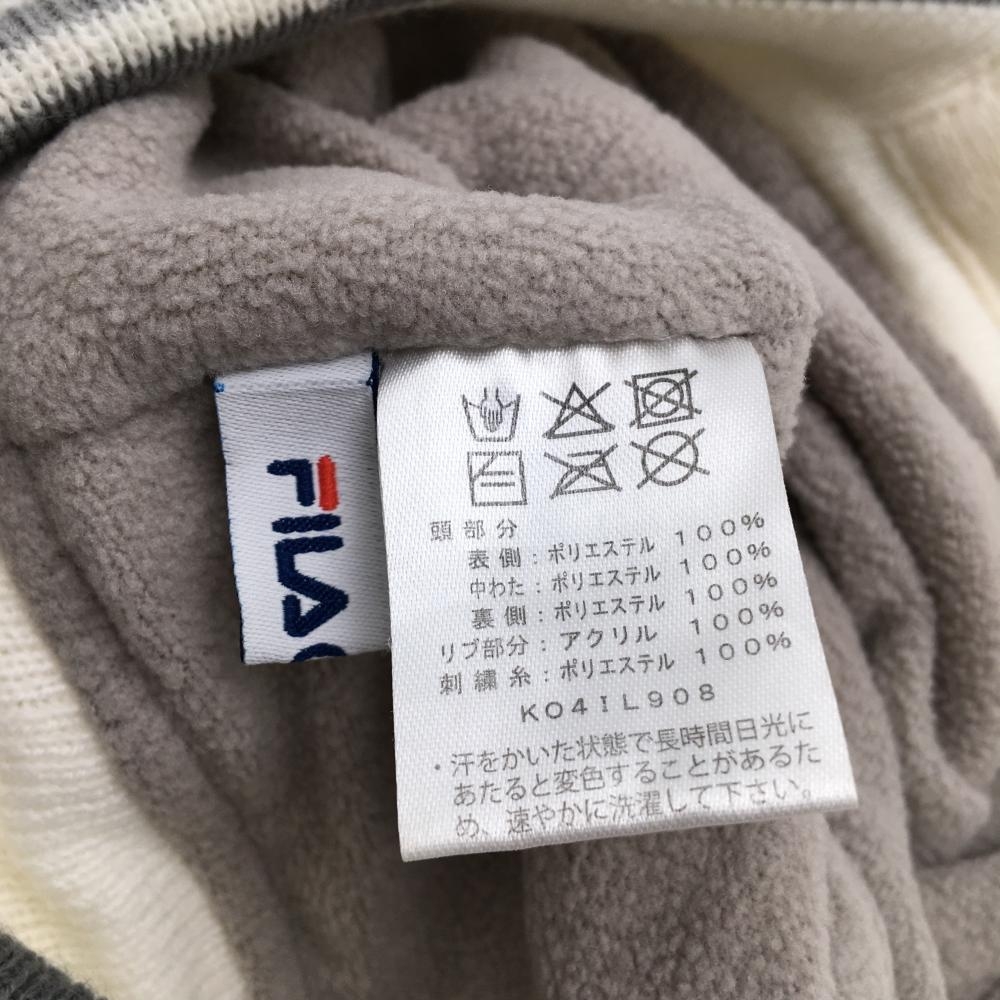 FILA
頭部分
表側：ポリエステル 100%
中わた：ポリエステル 100%
裏側：ポリエステル 100%
リブ部分：アクリル 100%
刺繍糸：ポリエステル 100%
K04IL908
・汗をかいた状態で長時間日光に
あたると変色することがあるた
め、速やかに洗濯して下さい。